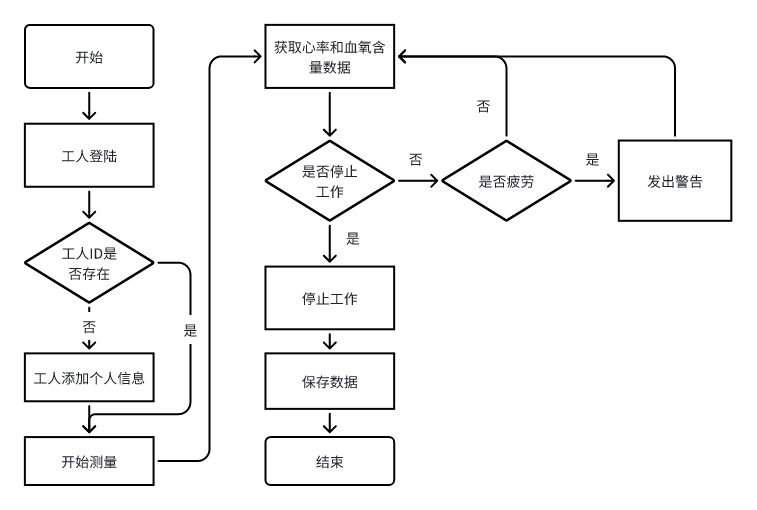 开始
工人登陆
工人ID是
否存在
否
是
工人添加个人信息
开始测量
获取心率和血氧含
量数据
是否停止
工作
否
是
是否疲劳
否
是
发出警告
停止工作
保存数据
结束